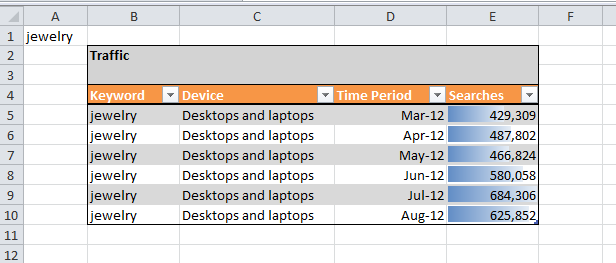 A B C D E F
1 jewelry
2 Traffic
3
4 Keyword Device Time Period Searches
5 jewelry Desktops and laptops Mar-12 429,309
6 jewelry Desktops and laptops Apr-12 487,802
7 jewelry Desktops and laptops May-12 466,824
8 jewelry Desktops and laptops Jun-12 580,058
9 jewelry Desktops and laptops Jul-12 684,306
10 jewelry Desktops and laptops Aug-12 625,852
11
12